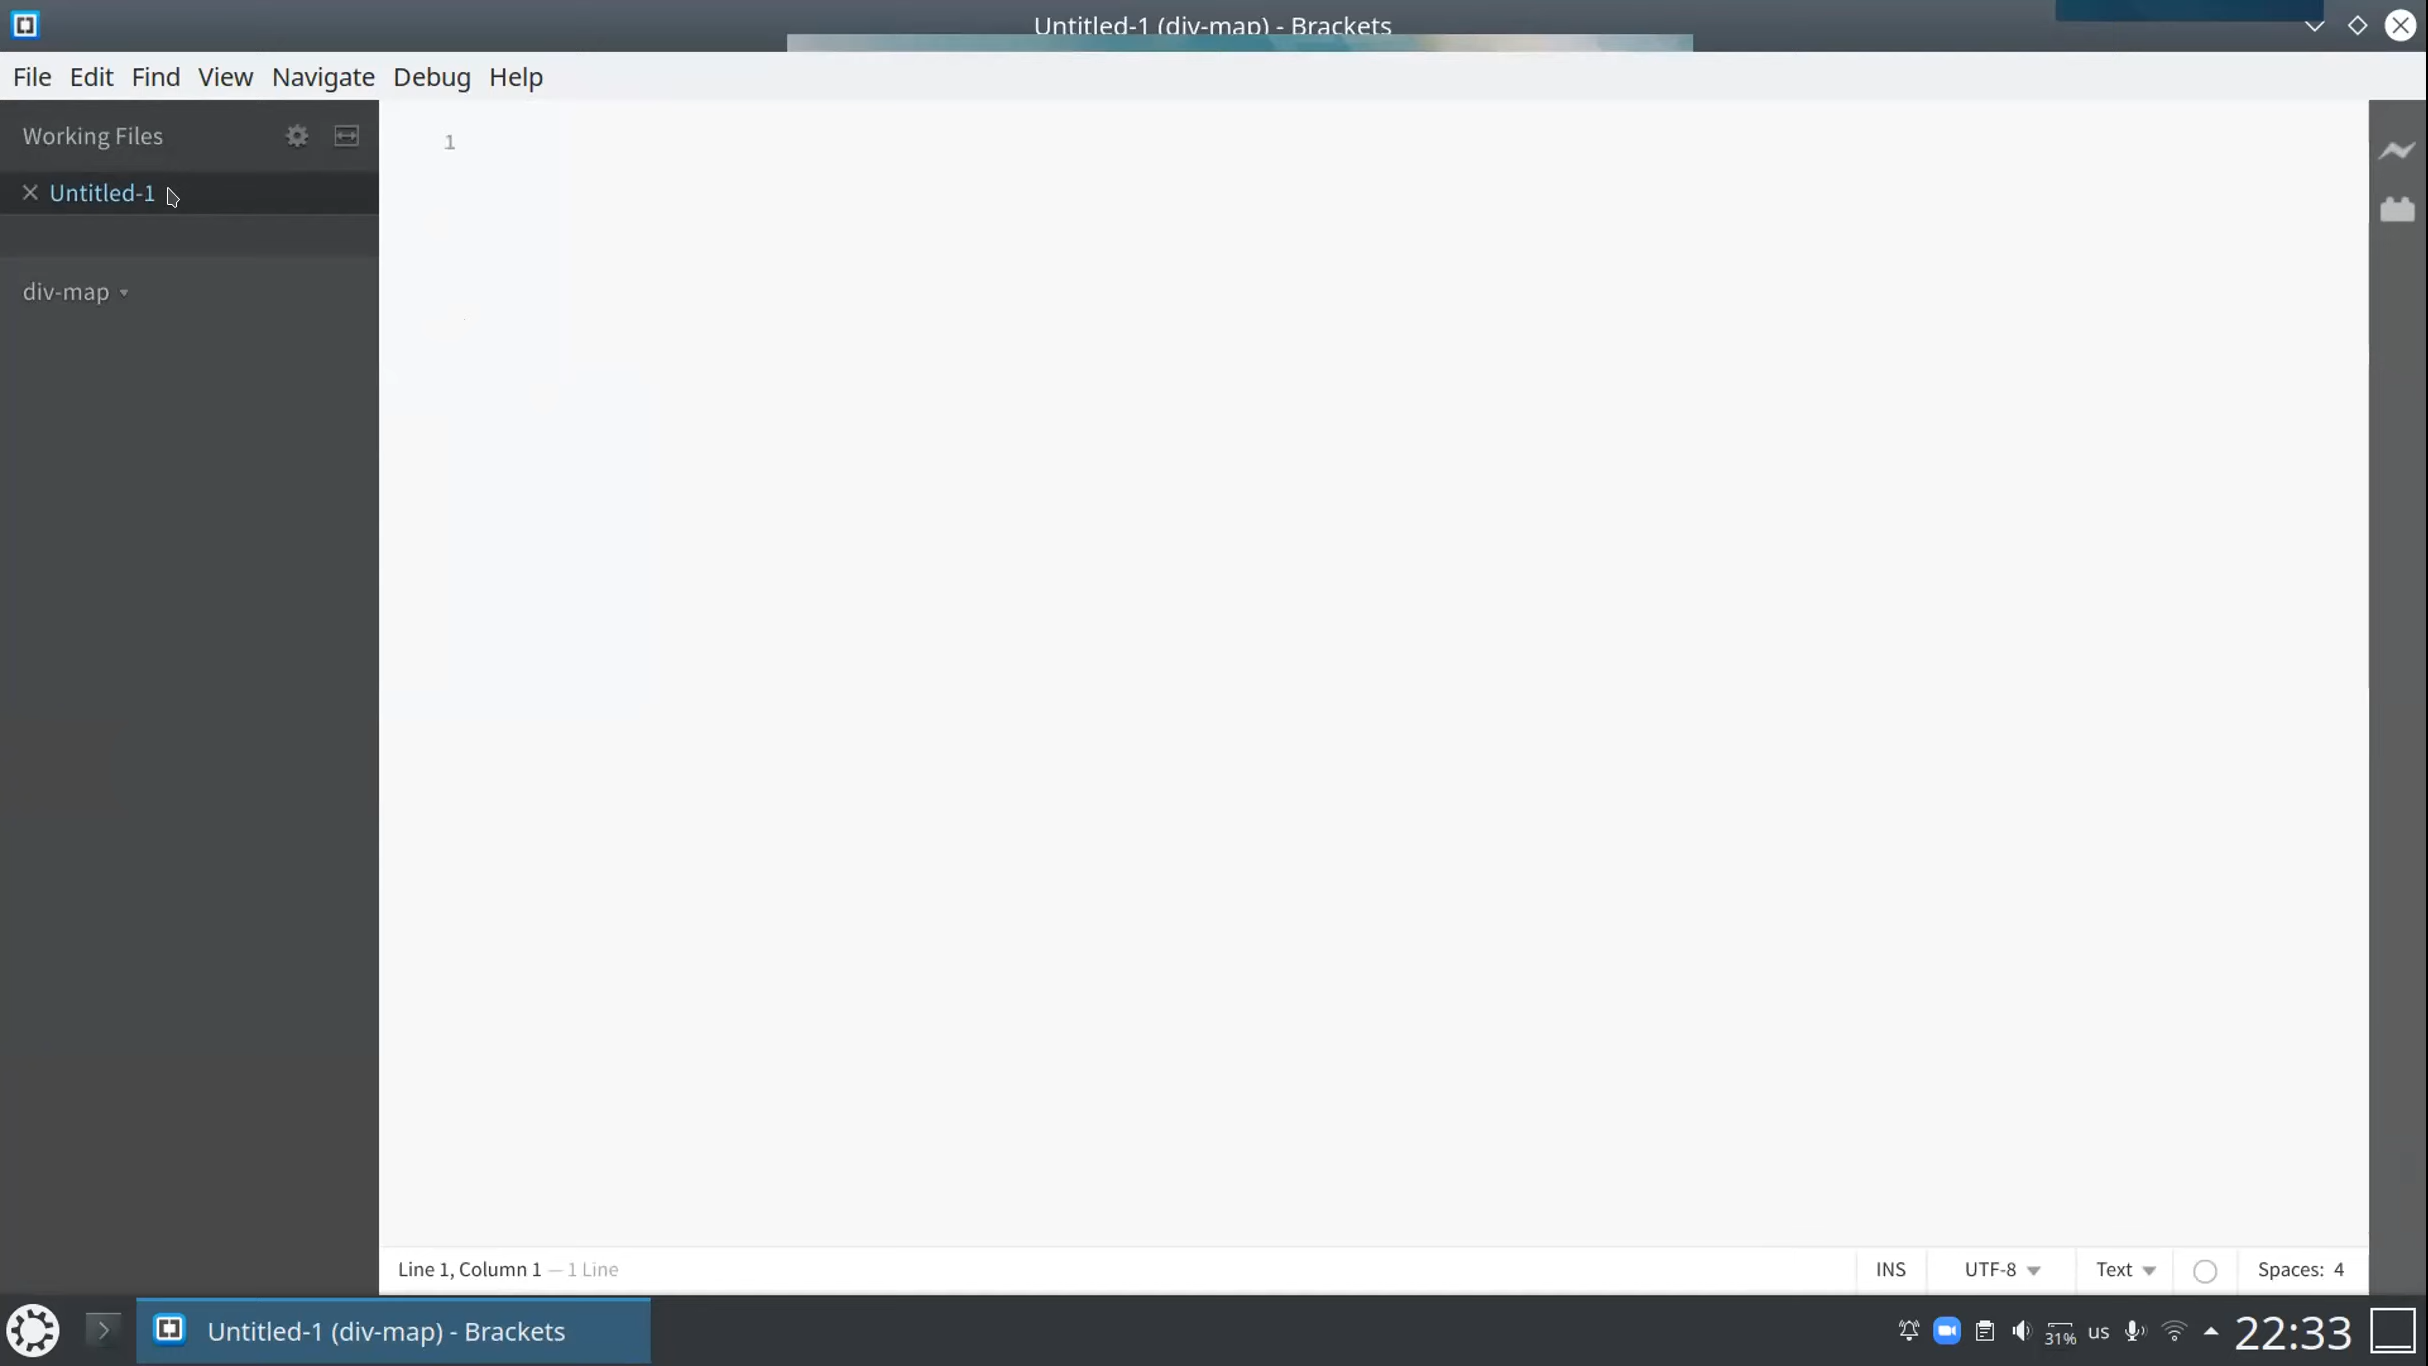 Untitled-1 (div-map) - Brackets
File Edit Find View Navigate Debug Help
Working Files
Untitled-1
div-map
1
Line 1, Column 1 — 1 Line
INS UTF-8 Text Spaces: 4
Untitled-1 (div-map) - Brackets
31% us 22:33